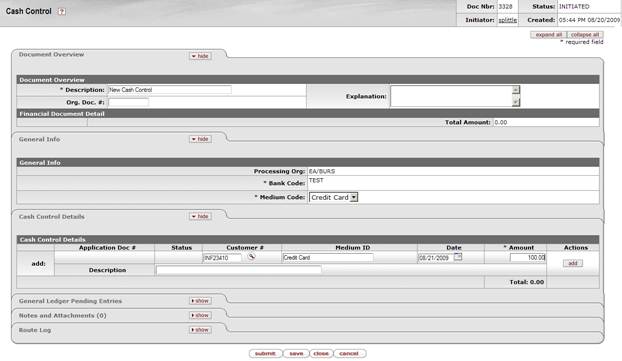 Cash Control ?
Doc Nbr: 3328 Status: INITIATED
Initiator: splittle Created: 05:44 PM 08/20/2009
expand all collapse all
* required field
Document Overview hide
Document Overview
* Description: New Cash Control Explanation:
Org. Doc. #:
Financial Document Detail
Total Amount: 0.00
General Info hide
General Info
Processing Org: EA/BURS
* Bank Code: TEST
* Medium Code: Credit Card
Cash Control Details hide
Cash Control Details
Application Doc # Status Customer # Medium ID Date * Amount Actions
add: INF23410 Credit Card 08/21/2009 100.00 add
Description
Total: 0.00
General Ledger Pending Entries show
Notes and Attachments (0) show
Route Log show
submit save close cancel